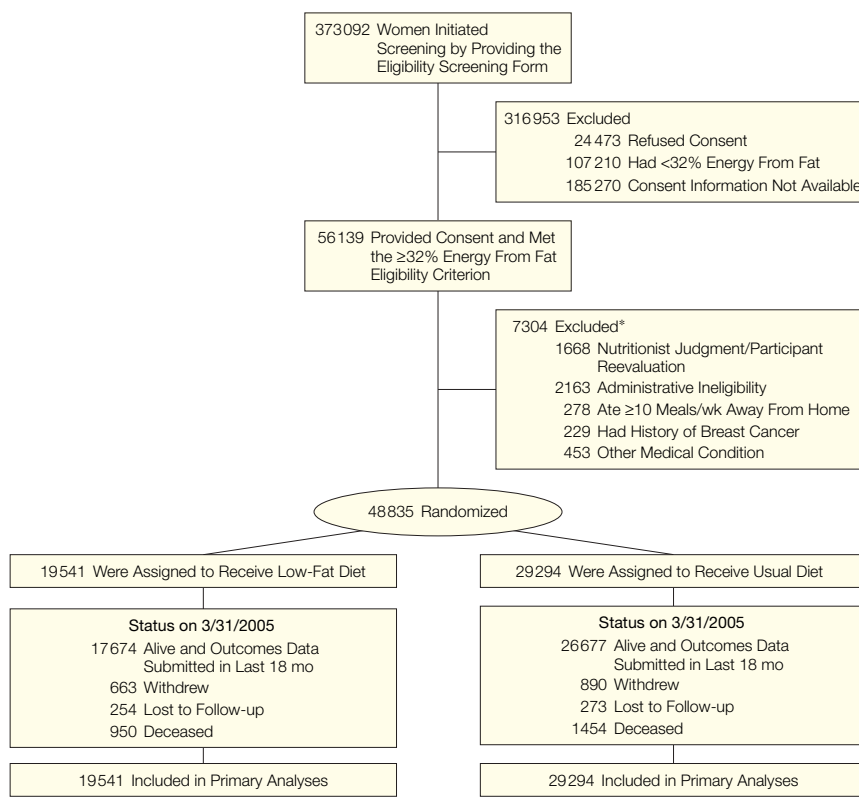 373092 Women Initiated
Screening by Providing the
Eligibility Screening Form
316953 Excluded
24473 Refused Consent
107210 Had <32% Energy From Fat
185270 Consent Information Not Available
56139 Provided Consent and Met
the ≥32% Energy From Fat
Eligibility Criterion
7304 Excluded*
1668 Nutritionist Judgment/Participant
Reevaluation
2163 Administrative Ineligibility
278 Ate ≥10 Meals/wk Away From Home
229 Had History of Breast Cancer
453 Other Medical Condition
48835 Randomized
19541 Were Assigned to Receive Low-Fat Diet
Status on 3/31/2005
17674 Alive and Outcomes Data
Submitted in Last 18 mo
663 Withdrew
254 Lost to Follow-up
950 Deceased
19541 Included in Primary Analyses
29294 Were Assigned to Receive Usual Diet
Status on 3/31/2005
26677 Alive and Outcomes Data
Submitted in Last 18 mo
890 Withdrew
273 Lost to Follow-up
1454 Deceased
29294 Included in Primary Analyses